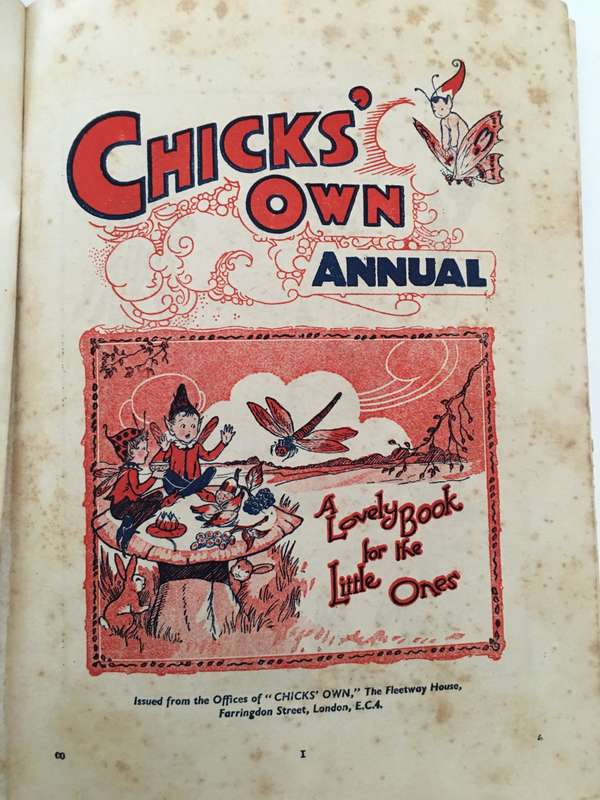 CHICKS'
OWN
ANNUAL
A
Lovely Book
for the
Little Ones
Issued from the Offices of "CHICKS' OWN," The Fleetway House,
Farringdon Street, London, E.C.4.
1